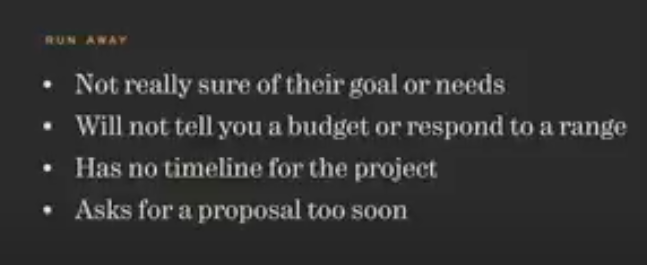 RUN AWAY
• Not really sure of their goal or needs
• Will not tell you a budget or respond to a range
• Has no timeline for the project
• Asks for a proposal too soon